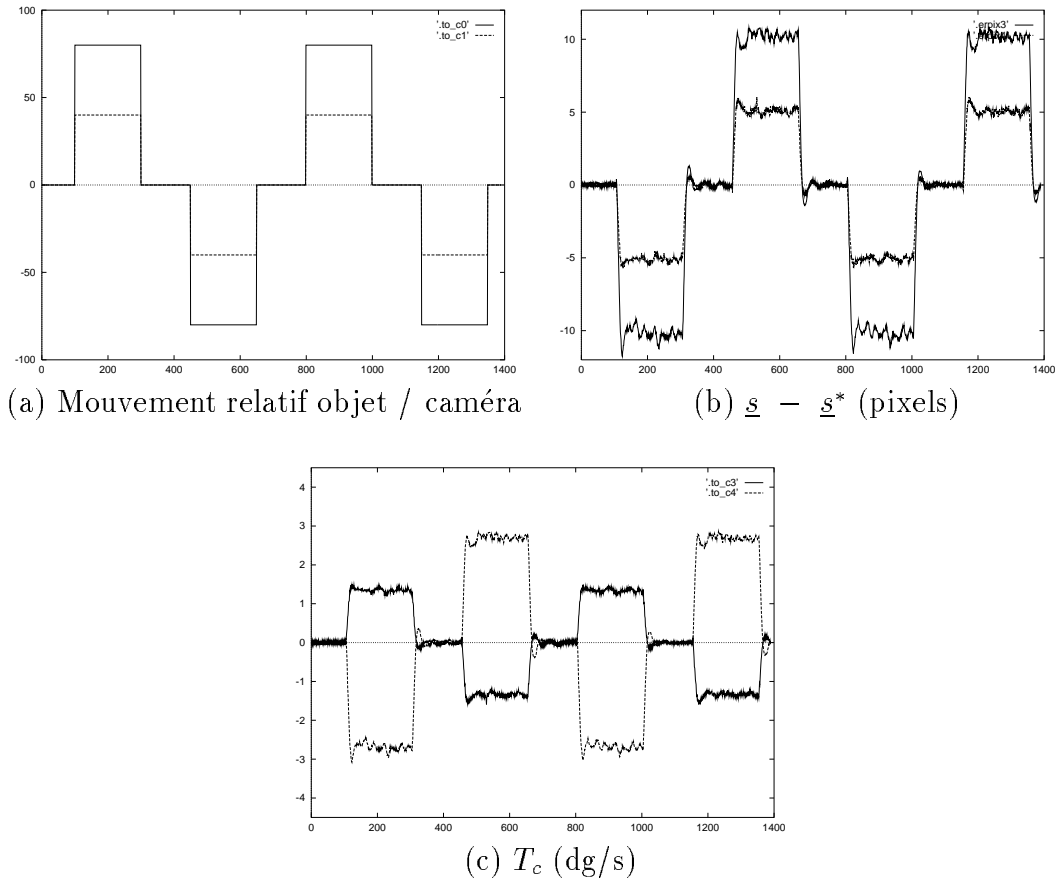 100
50
0
-50
-100
0 200 400 600 800 1000 1200 1400
'.to_c0'
'.to_c1'
(a) Mouvement relatif objet / caméra
10
5
0
-5
-10
0 200 400 600 800 1000 1200 1400
'.erpix3'
(b) s − s* (pixels)
4
3
2
1
0
-1
-2
-3
-4
0 200 400 600 800 1000 1200 1400
'.to_c3'
'.to_c4'
(c) Tc (dg/s)